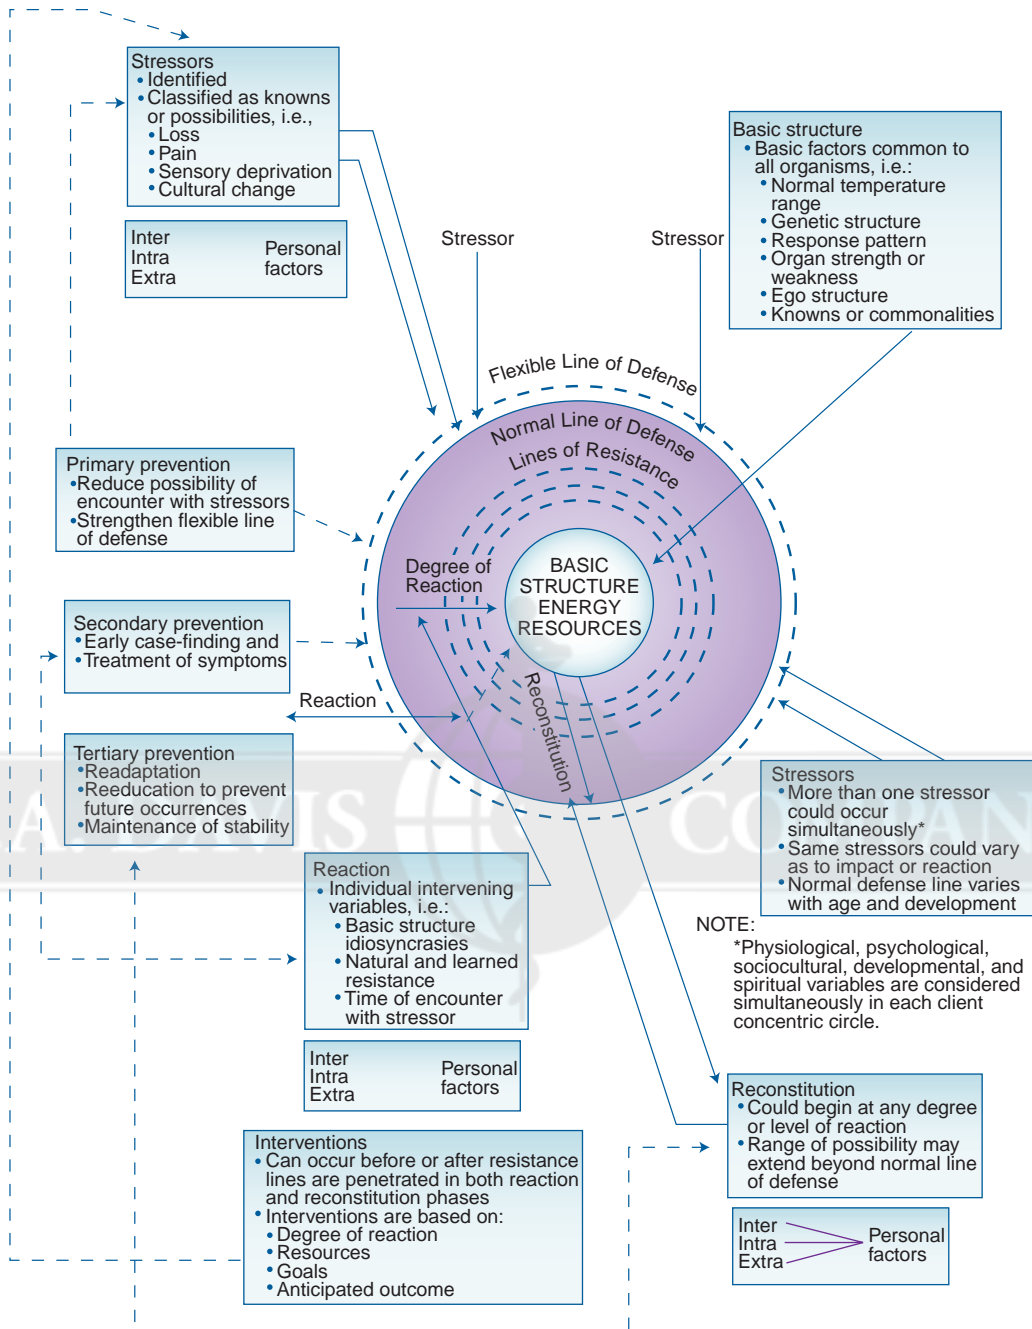 Stressors
• Identified
• Classified as knowns
or possibilities, i.e.,
• Loss
• Pain
• Sensory deprivation
• Cultural change
Inter
Intra
Extra
Personal
factors
Stressor
Stressor
Basic structure
• Basic factors common to
all organisms, i.e.:
• Normal temperature
range
• Genetic structure
• Response pattern
• Organ strength or
weakness
• Ego structure
• Knowns or commonalities
Flexible Line of Defense
Normal Line of Defense
Lines of Resistance
Primary prevention
• Reduce possibility of
encounter with stressors
• Strengthen flexible line
of defense
Degree of
Reaction
BASIC
STRUCTURE
ENERGY
RESOURCES
Secondary prevention
• Early case-finding and
• Treatment of symptoms
Reaction
Reconstitution
Tertiary prevention
• Readaptation
• Reeducation to prevent
future occurrences
• Maintenance of stability
Stressors
• More than one stressor
could occur
simultaneously*
• Same stressors could vary
as to impact or reaction
• Normal defense line varies
with age and development
A. DAVIS COMPAN
Reaction
• Individual intervening
variables, i.e.:
• Basic structure
idiosyncrasies
• Natural and learned
resistance
• Time of encounter
with stressor
NOTE:
*Physiological, psychological,
sociocultural, developmental, and
spiritual variables are considered
simultaneously in each client
concentric circle.
Inter
Intra
Extra
Personal
factors
Reconstitution
• Could begin at any degree
or level of reaction
• Range of possibility may
extend beyond normal line
of defense
Interventions
• Can occur before or after resistance
lines are penetrated in both reaction
and reconstitution phases
• Interventions are based on:
• Degree of reaction
• Resources
• Goals
• Anticipated outcome
Inter
Intra
Extra
Personal
factors